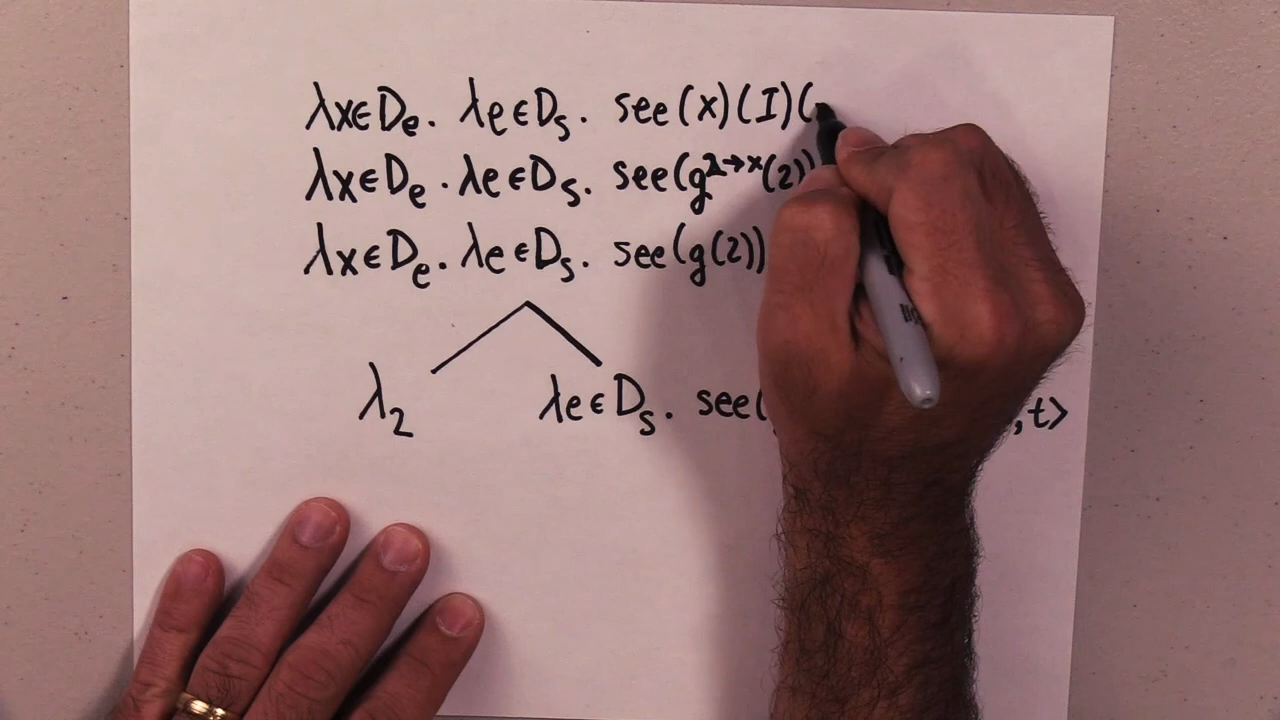 λx∈Dₑ. λe∈Dₛ. see(x)(I)(
λx∈Dₑ. λe∈Dₛ. see(g²→ˣ(2))
λx∈Dₑ. λe∈Dₛ. see(g(2))
λ₂ λe∈Dₛ. see( ,t>